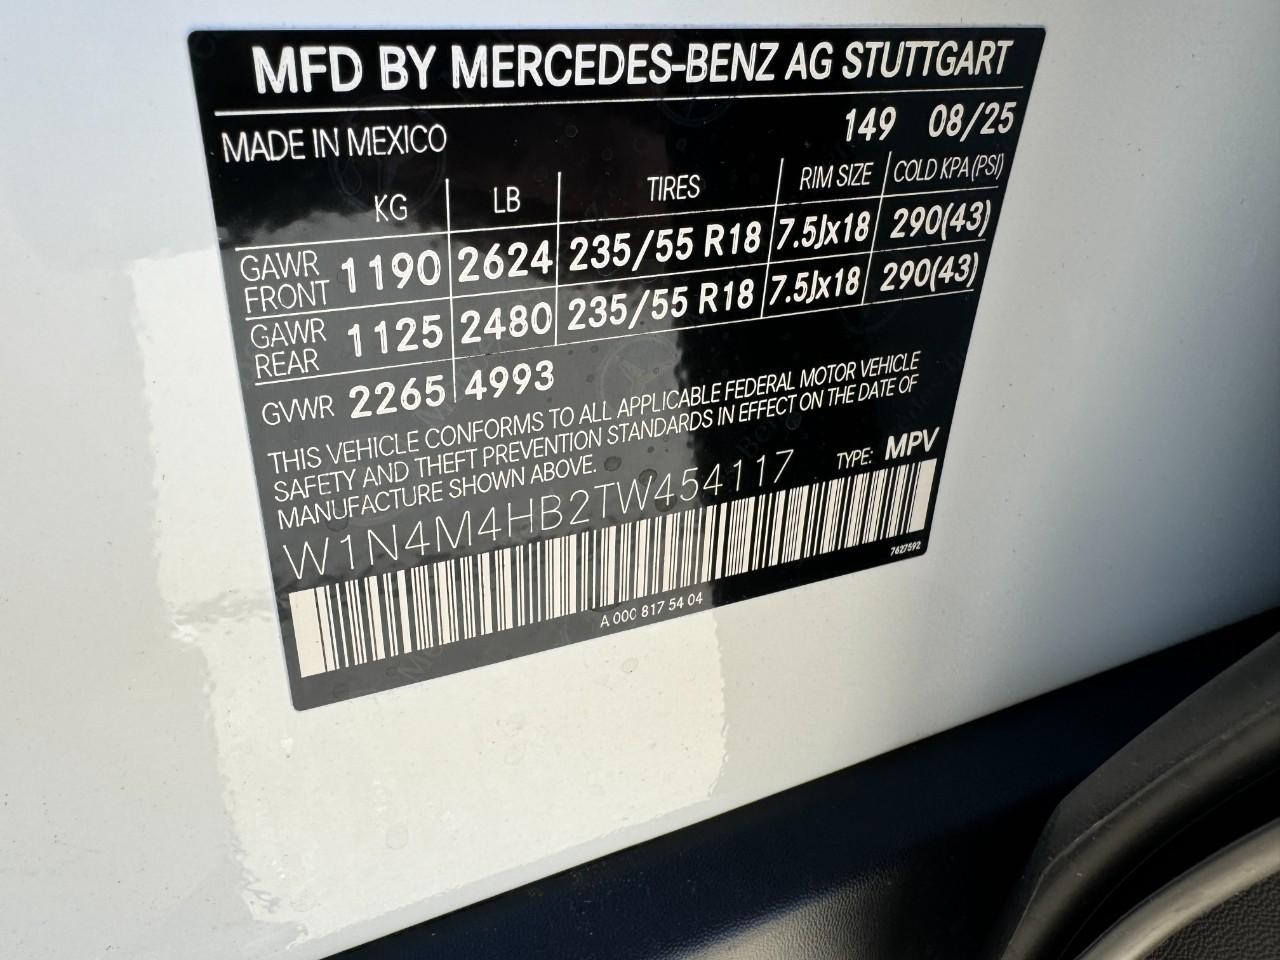 MFD BY MERCEDES-BENZ AG STUTTGART
MADE IN MEXICO 149 08/25
KG LB TIRES RIM SIZE COLD KPA (PSI)
GAWR FRONT 1190 2624 235/55 R18 7.5Jx18 290(43)
GAWR REAR 1125 2480 235/55 R18 7.5Jx18 290(43)
GVWR 2265 4993
THIS VEHICLE CONFORMS TO ALL APPLICABLE FEDERAL MOTOR VEHICLE
SAFETY AND THEFT PREVENTION STANDARDS IN EFFECT ON THE DATE OF
MANUFACTURE SHOWN ABOVE.
W1N4M4HB2TW454117 TYPE: MPV
7627592
A 000 817 54 04